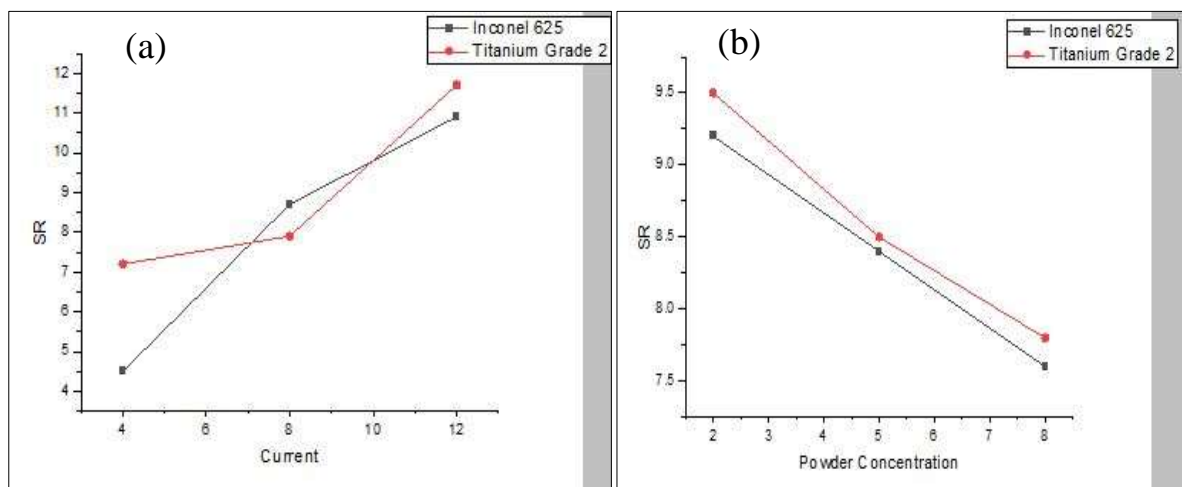 (a)
Inconel 625
Titanium Grade 2
SR
12
11
10
9
8
7
6
5
4
4 6 8 10 12
Current
(b)
Inconel 625
Titanium Grade 2
SR
9.5
9.0
8.5
8.0
7.5
2 3 4 5 6 7 8
Powder Concentration